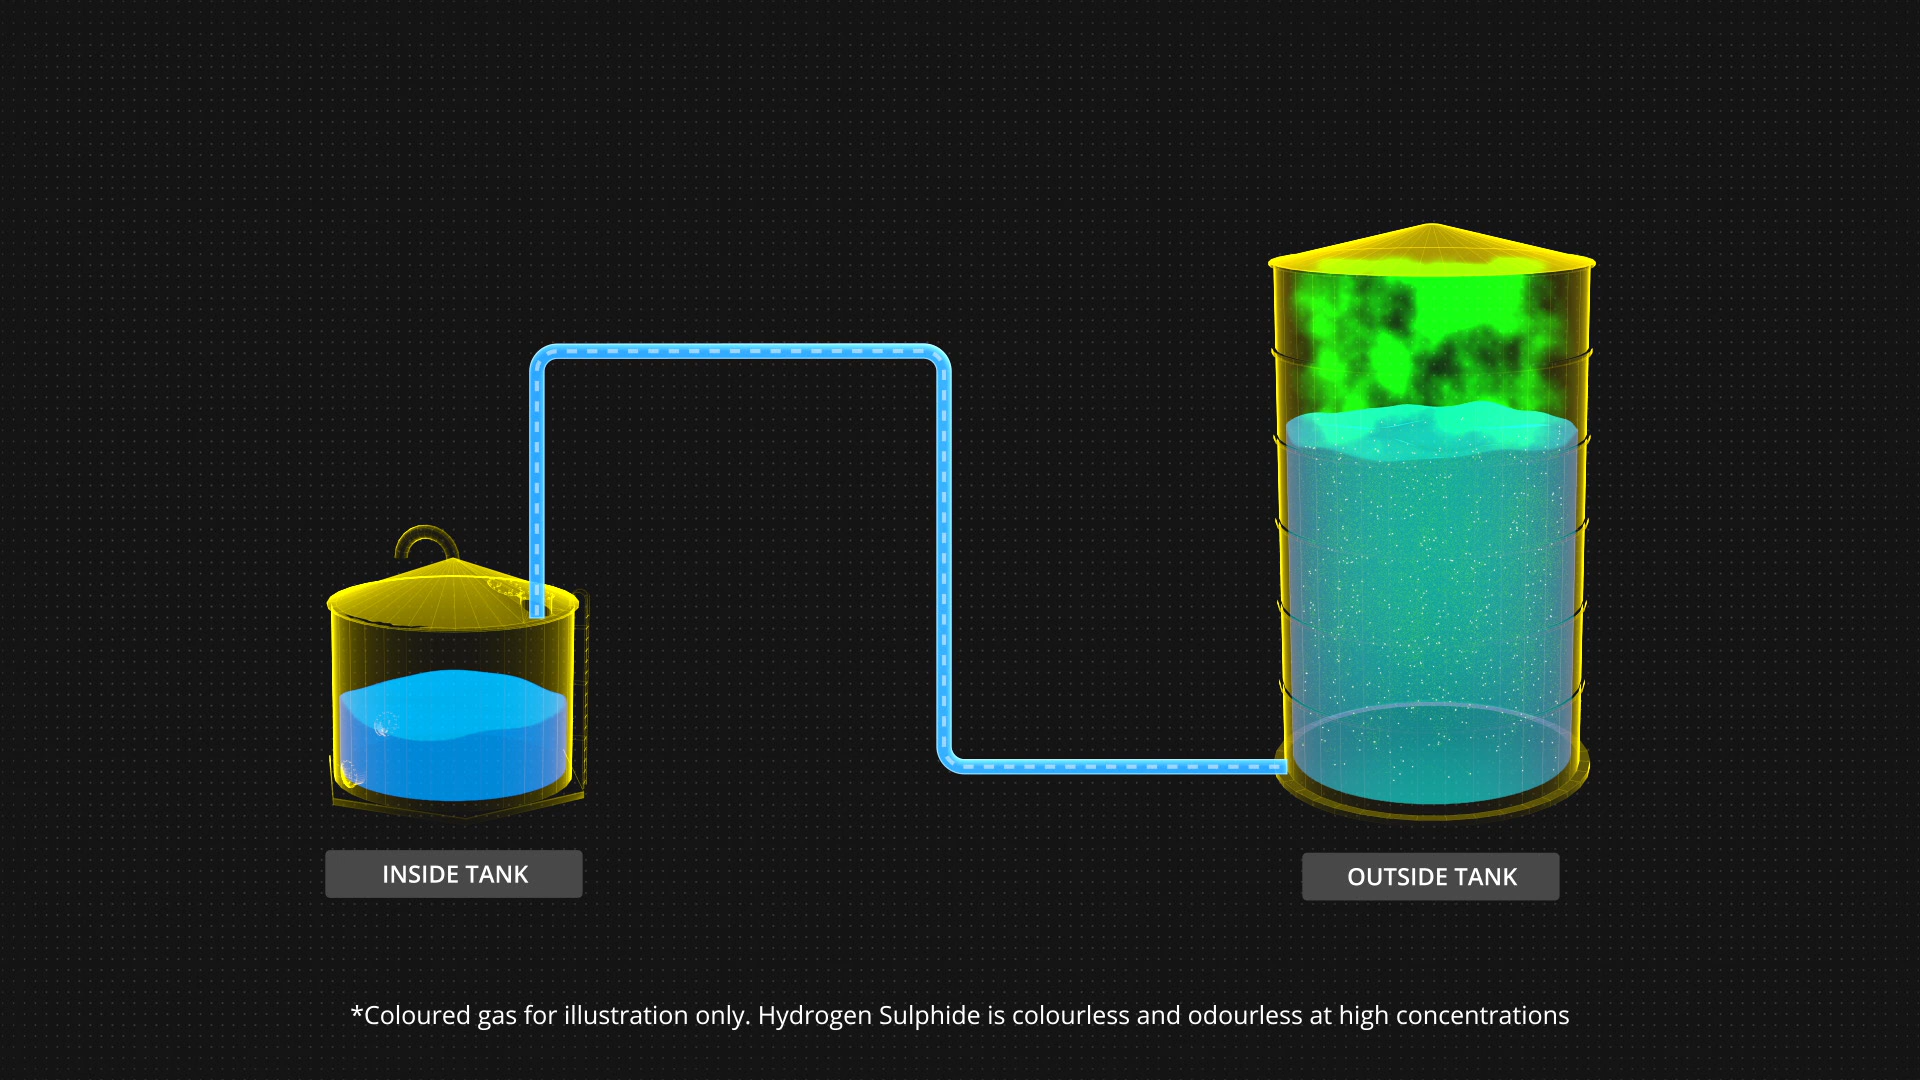 INSIDE TANK
OUTSIDE TANK
*Coloured gas for illustration only. Hydrogen Sulphide is colourless and odourless at high concentrations